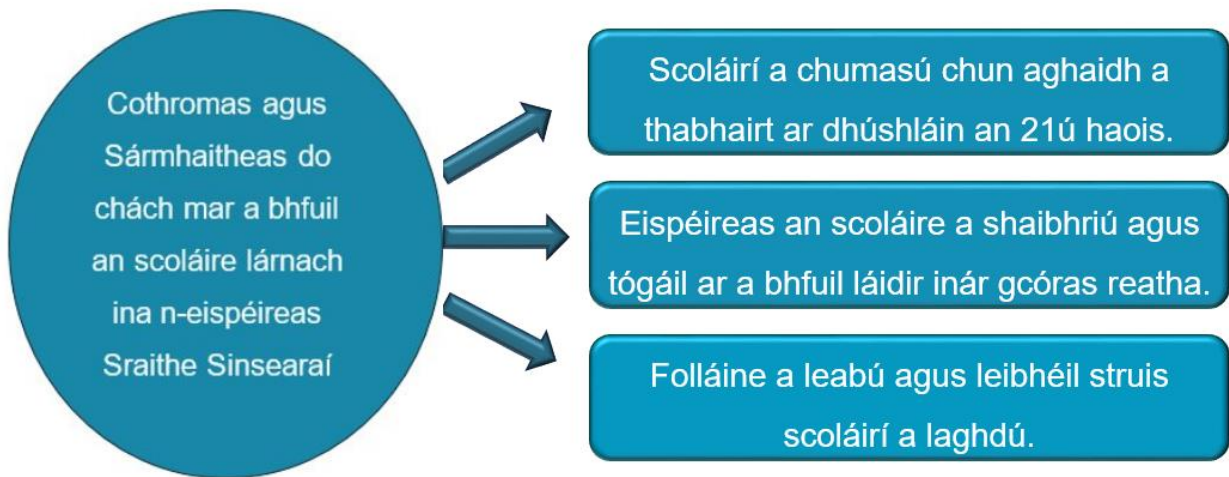 Cothromas agus
Sármhaitheas do
chách mar a bhfuil
an scoláire lárnach
ina n-eispéireas
Sraithe Sinsearaí
Scoláirí a chumasú chun aghaidh a
thabhairt ar dhúshláin an 21ú haois.
Eispéireas an scoláire a shaibhriú agus
tógáil ar a bhfuil láidir inár gcóras reatha.
Folláine a leabú agus leibhéil struis
scoláirí a laghdú.